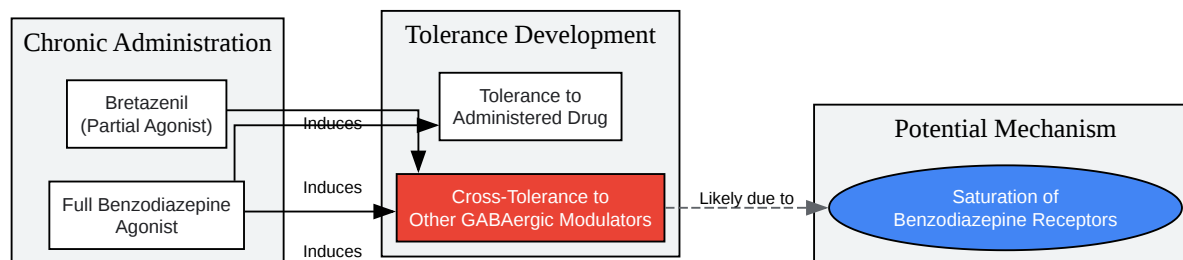 Chronic Administration
Bretazenil
(Partial Agonist)
Full Benzodiazepine
Agonist
Induces
Induces
Induces
Tolerance Development
Tolerance to
Administered Drug
Cross-Tolerance to
Other GABAergic Modulators
Likely due to
Potential Mechanism
Saturation of
Benzodiazepine Receptors